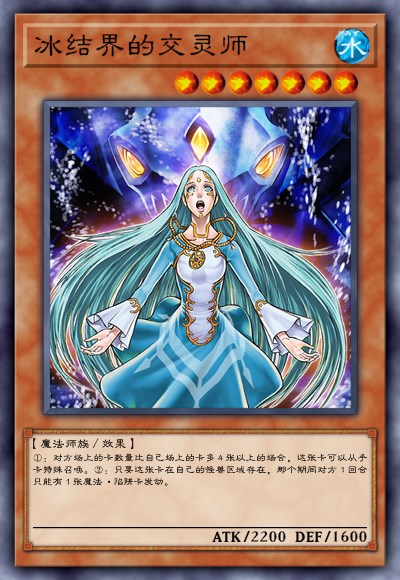 冰结界的交灵师
水
【魔法师族／效果】
①：对方场上的卡数量比自己场上的卡多4张以上的场合，这张卡可以从手
卡特殊召唤。②：只要这张卡在自己的怪兽区域存在，那个期间对方1回合
只能有1张魔法·陷阱卡发动。
ATK/2200 DEF/1600